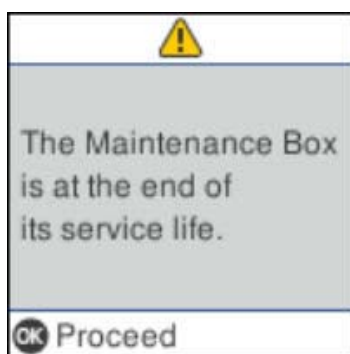 The Maintenance Box
is at the end of
its service life.
OK Proceed